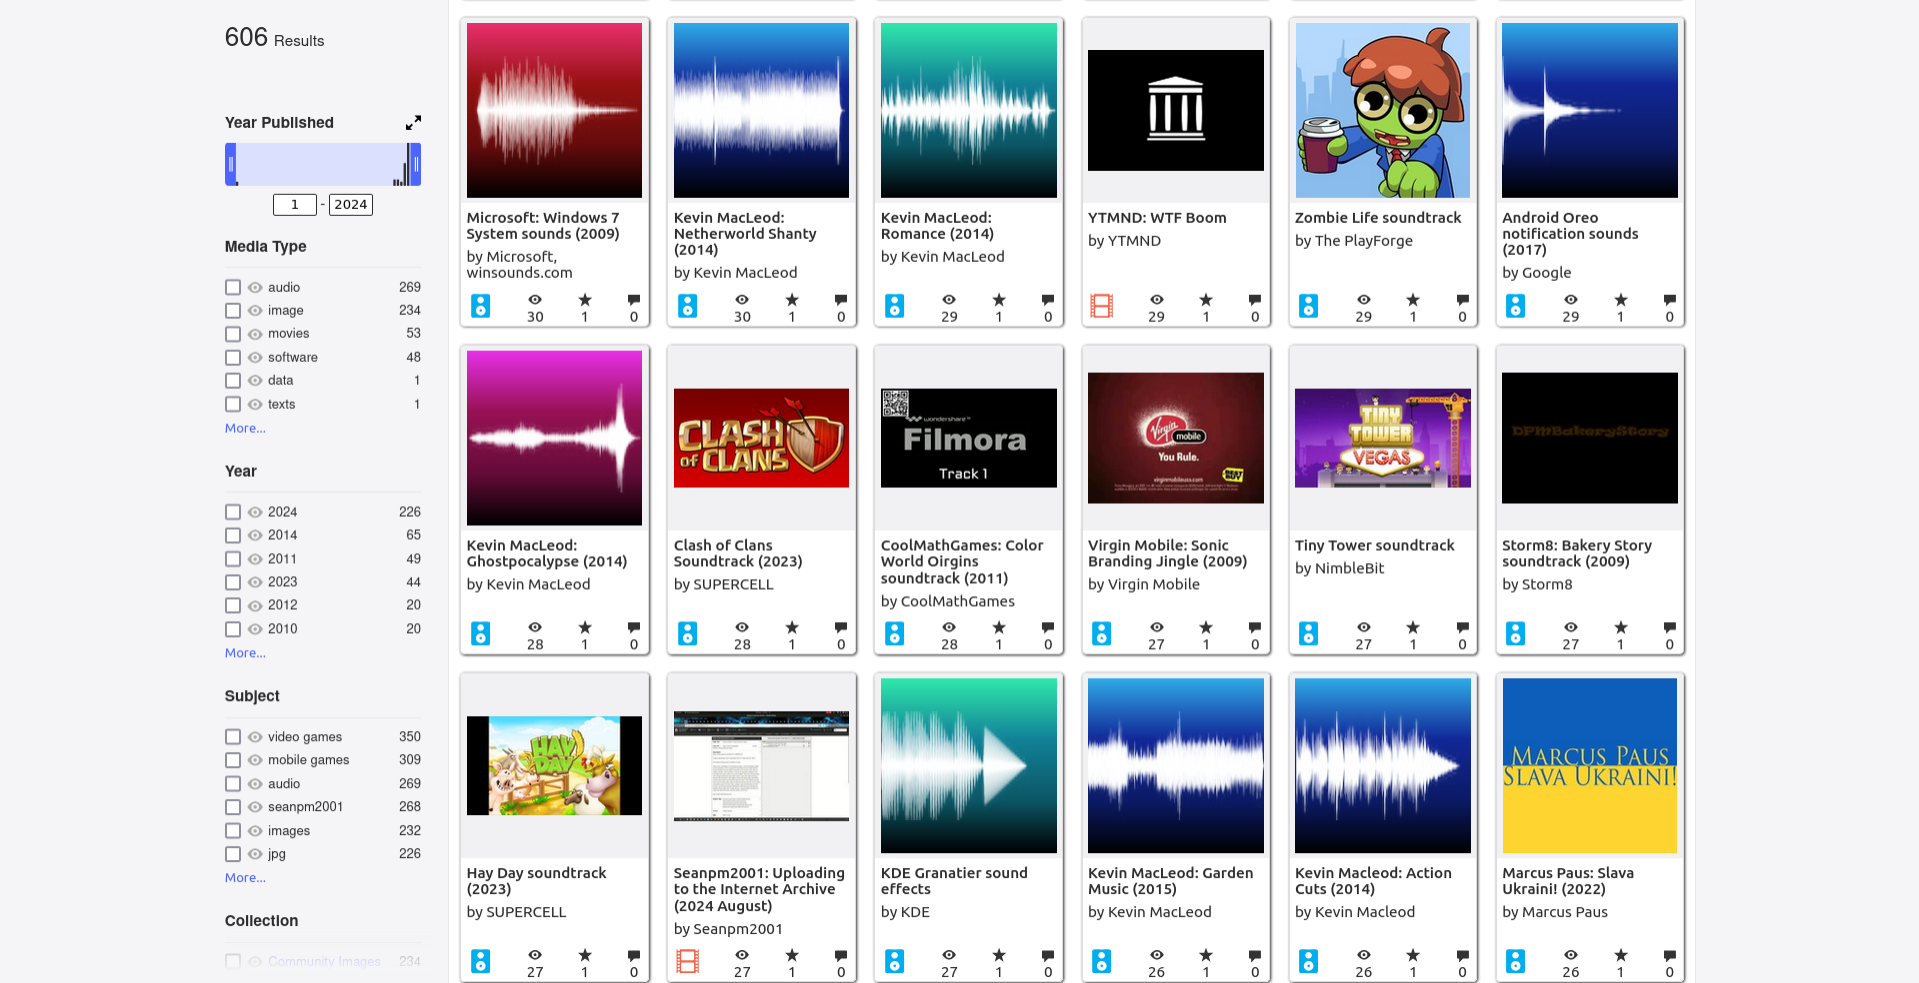 606 Results
Year Published
1 - 2024
Media Type
audio 269
image 234
movies 53
software 48
data 1
texts 1
More...
Year
2024 226
2014 65
2011 49
2023 44
2012 20
2010 20
More...
Subject
video games 350
mobile games 309
audio 269
seanpm2001 268
images 232
jpg 226
More...
Collection
Community Images 234
Microsoft: Windows 7
System sounds (2009)
by Microsoft,
winsounds.com
30 1 0
Kevin MacLeod:
Netherworld Shanty
(2014)
by Kevin MacLeod
30 1 0
Kevin MacLeod:
Romance (2014)
by Kevin MacLeod
29 1 0
YTMND: WTF Boom
by YTMND
29 1 0
Zombie Life soundtrack
by The PlayForge
29 1 0
Android Oreo
notification sounds
(2017)
by Google
29 1 0
Kevin MacLeod:
Ghostpocalypse (2014)
by Kevin MacLeod
28 1 0
CLASH
OF CLANS
Clash of Clans
Soundtrack (2023)
by SUPERCELL
28 1 0
wondershare™
Filmora
Track 1
CoolMathGames: Color
World Oirgins
soundtrack (2011)
by CoolMathGames
28 1 0
Virgin mobile
You Rule.
virginmobileusa.com
BEST BUY
Virgin Mobile: Sonic
Branding Jingle (2009)
by Virgin Mobile
27 1 0
TINY
TOWER
VEGAS
Tiny Tower soundtrack
by NimbleBit
27 1 0
DPMBakeryStory
Storm8: Bakery Story
soundtrack (2009)
by Storm8
27 1 0
HAY
DAY
Hay Day soundtrack
(2023)
by SUPERCELL
27 1 0
Seanpm2001: Uploading
to the Internet Archive
(2024 August)
by Seanpm2001
27 1 0
KDE Granatier sound
effects
by KDE
27 1 0
Kevin MacLeod: Garden
Music (2015)
by Kevin MacLeod
26 1 0
Kevin Macleod: Action
Cuts (2014)
by Kevin Macleod
26 1 0
MARCUS PAUS
SLAVA UKRAINI!
Marcus Paus: Slava
Ukraini! (2022)
by Marcus Paus
26 1 0